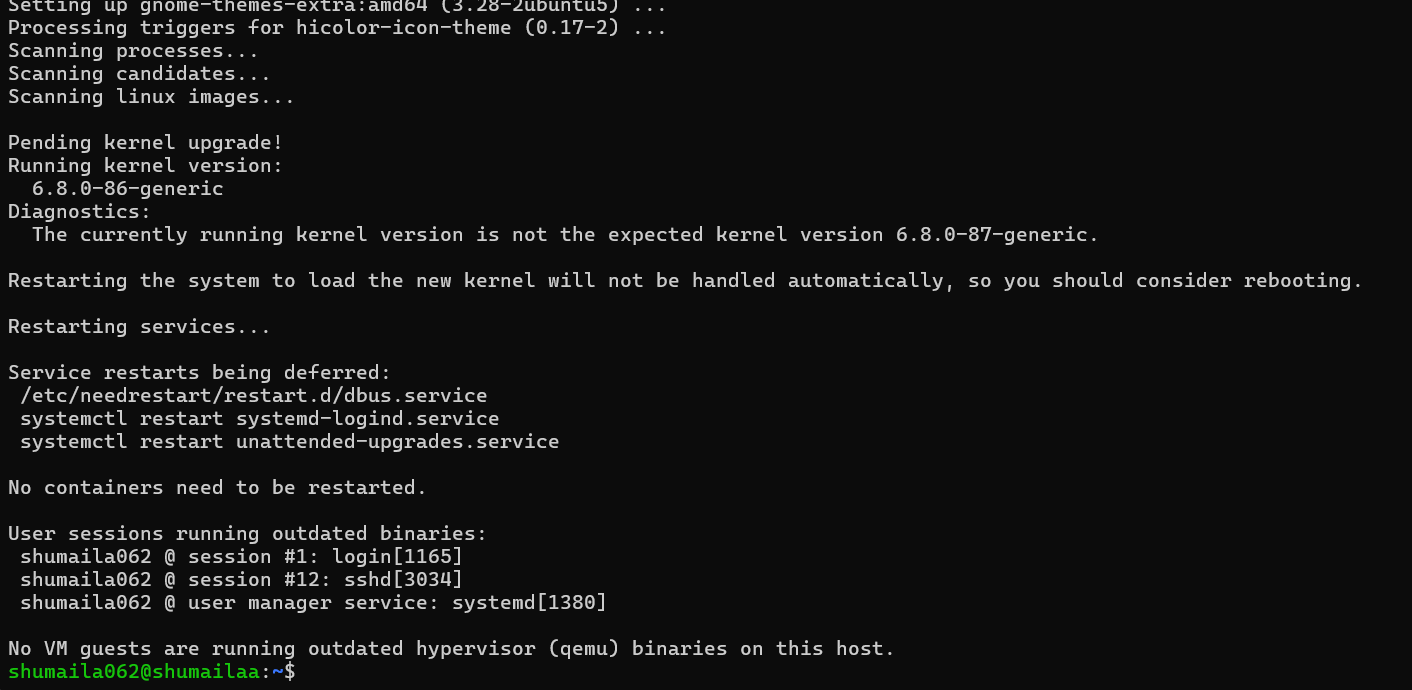 Setting up gnome-themes-extra:amd64 (3.28-2ubuntu5) ...
Processing triggers for hicolor-icon-theme (0.17-2) ...
Scanning processes...
Scanning candidates...
Scanning linux images...

Pending kernel upgrade!
Running kernel version:
  6.8.0-86-generic
Diagnostics:
  The currently running kernel version is not the expected kernel version 6.8.0-87-generic.

Restarting the system to load the new kernel will not be handled automatically, so you should consider rebooting.

Restarting services...

Service restarts being deferred:
 /etc/needrestart/restart.d/dbus.service
 systemctl restart systemd-logind.service
 systemctl restart unattended-upgrades.service

No containers need to be restarted.

User sessions running outdated binaries:
 shumaila062 @ session #1: login[1165]
 shumaila062 @ session #12: sshd[3034]
 shumaila062 @ user manager service: systemd[1380]

No VM guests are running outdated hypervisor (qemu) binaries on this host.
shumaila062@shumailaa:~$